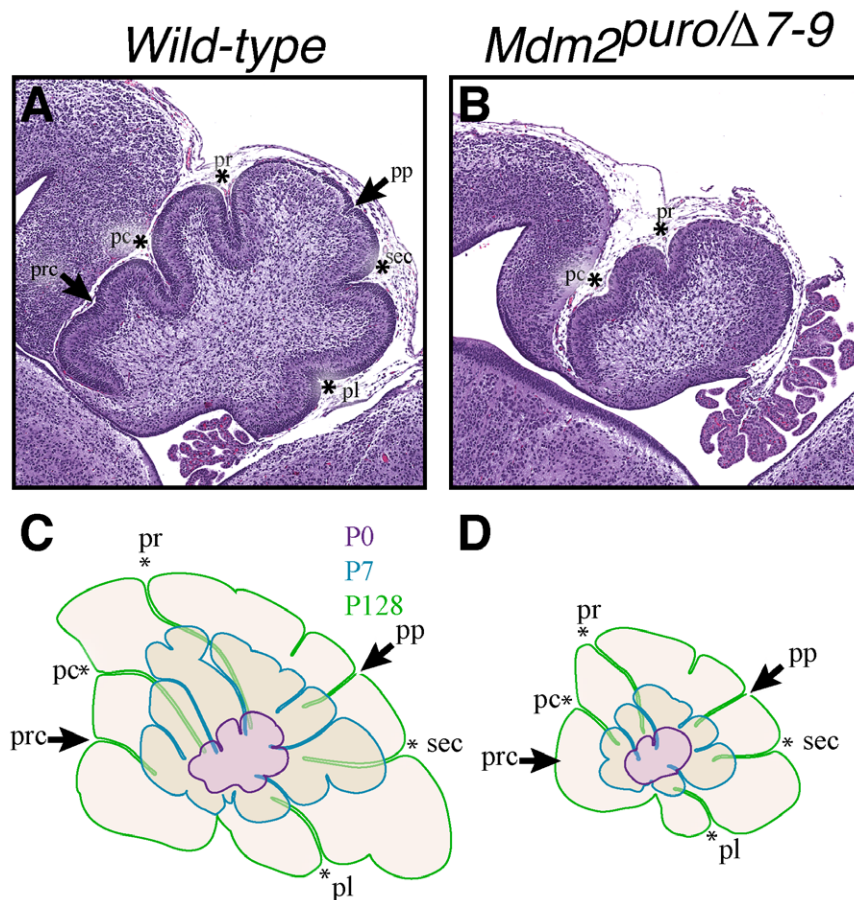 Wild-type
Mdm2puro/Δ7-9
A
pr
*
pp
pc
*
sec
*
prc
*
pl
B
pr
*
pc
*
C
P0
P7
P128
pr
*
pp
pc*
prc
* sec
*pl
D
pr
*
pp
pc*
prc
* sec
*
pl